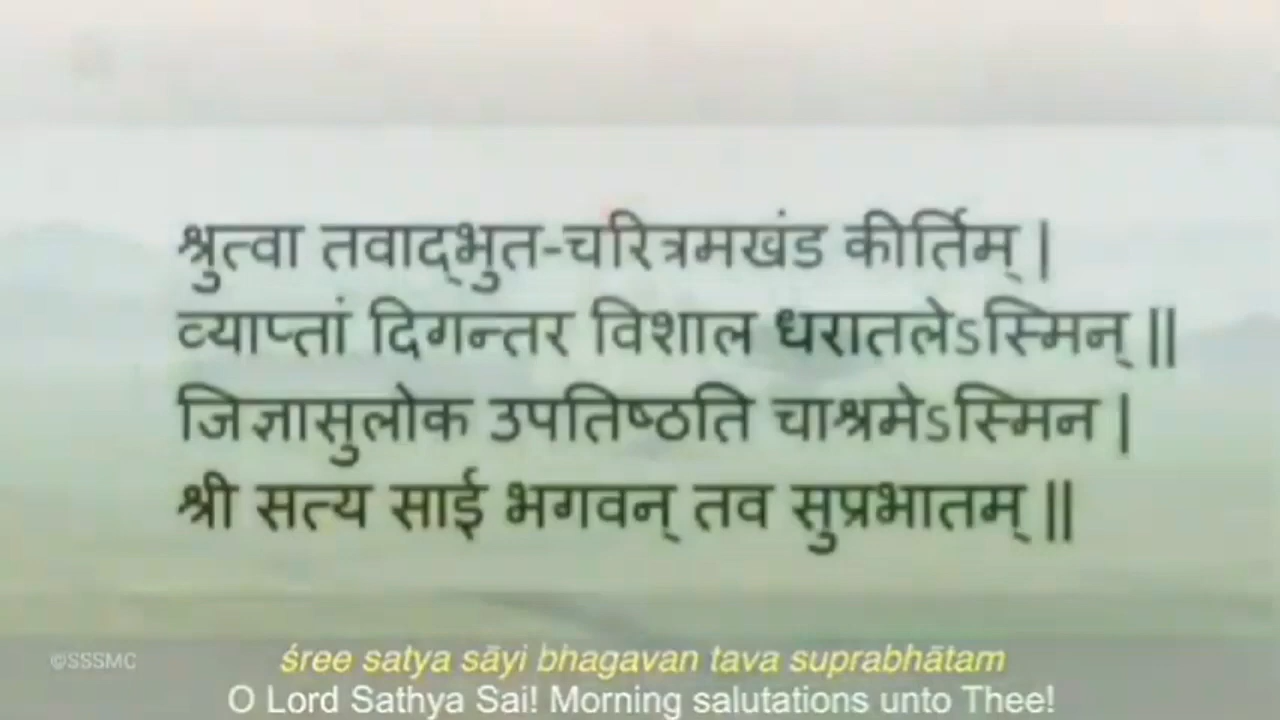 श्रुत्वा तवाद्भुत-चरित्रमखंड कीर्तिम् |
व्याप्तां दिगन्तर विशाल धरातलेऽस्मिन् ||
जिज्ञासुलोक उपतिष्ठति चाश्रमेऽस्मिन |
श्री सत्य साई भगवन् तव सुप्रभातम् ||
©SSSMC
śree satya sāyi bhagavan tava suprabhātam
O Lord Sathya Sai! Morning salutations unto Thee!